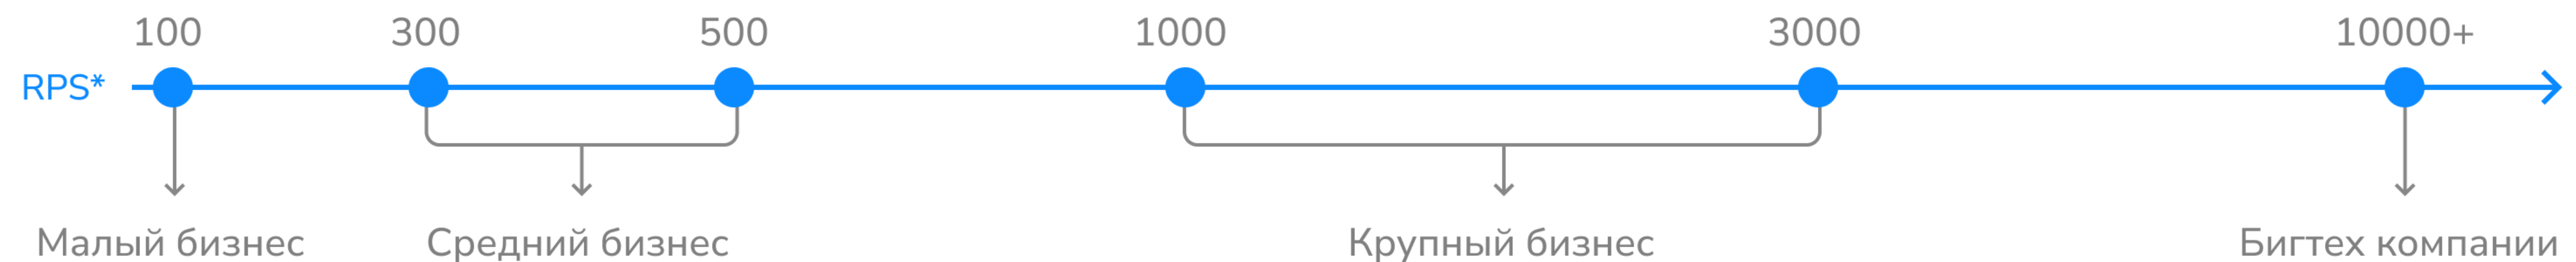 100 300 500 1000 3000 10000+
RPS*
Малый бизнес Средний бизнес Крупный бизнес Бигтех компании